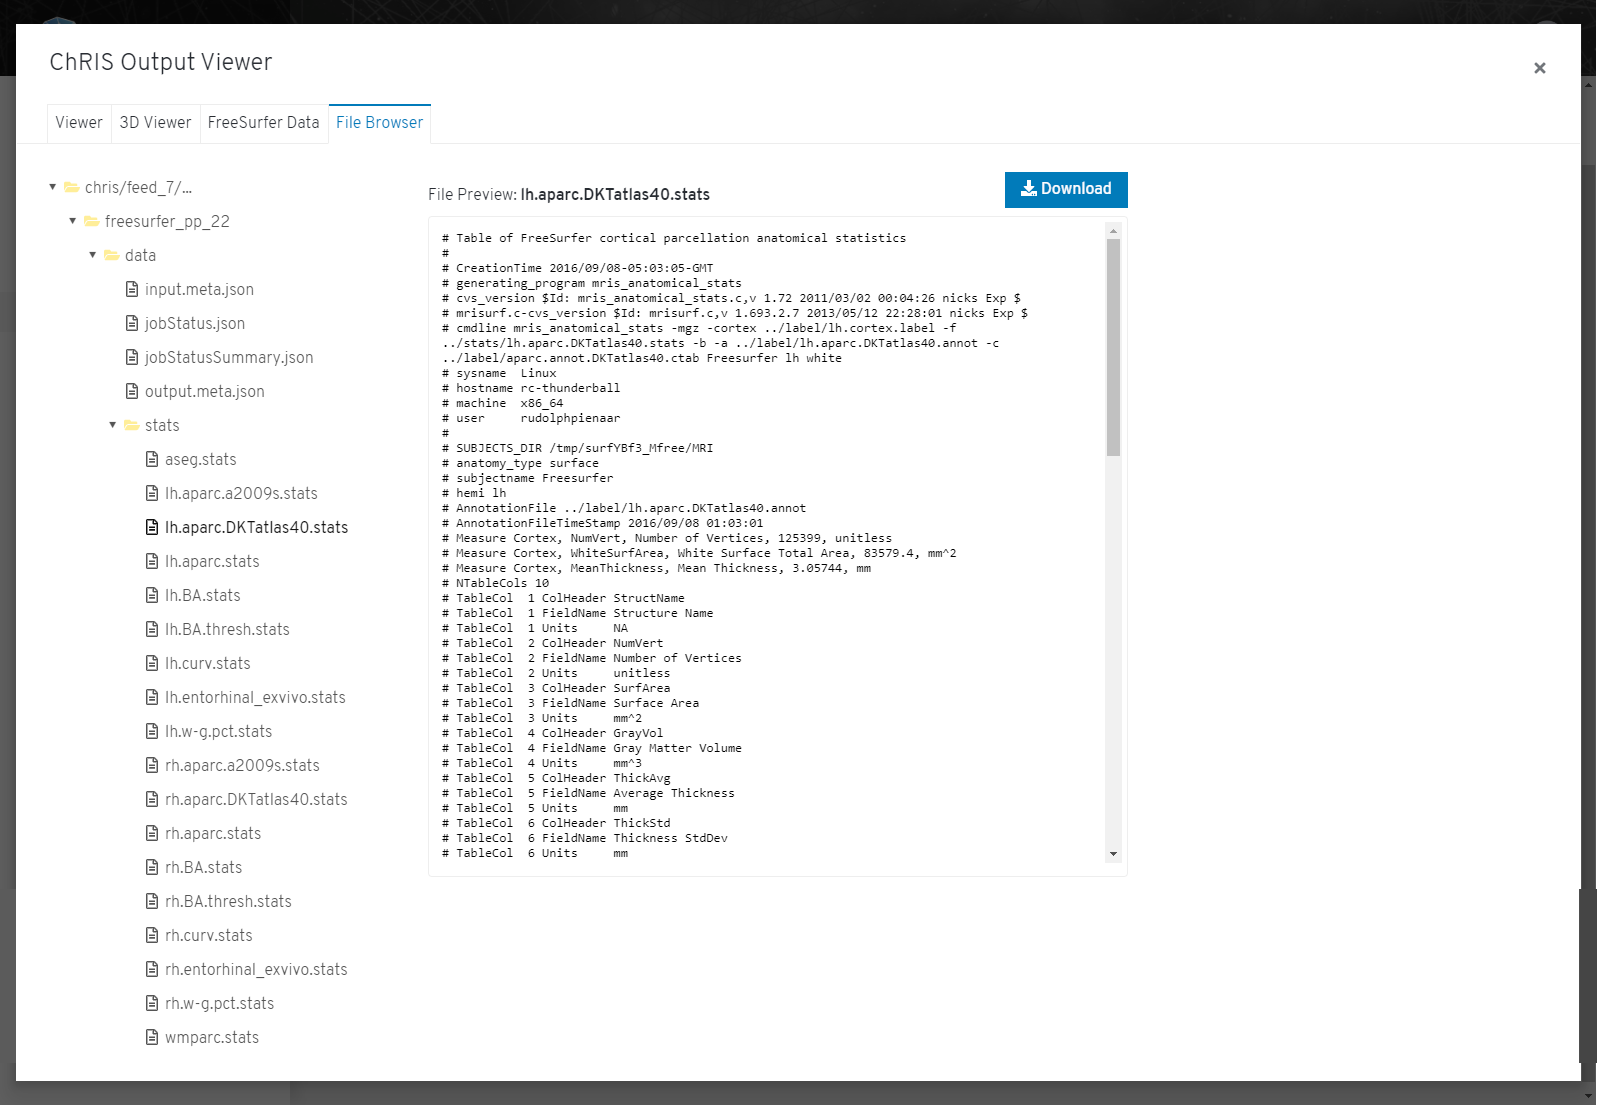 ChRIS Output Viewer
×
Viewer
3D Viewer
FreeSurfer Data
File Browser
chris/feed_7/...
freesurfer_pp_22
data
input.meta.json
jobStatus.json
jobStatusSummary.json
output.meta.json
stats
aseg.stats
lh.aparc.a2009s.stats
lh.aparc.DKTatlas40.stats
lh.aparc.stats
lh.BA.stats
lh.BA.thresh.stats
lh.curv.stats
lh.entorhinal_exvivo.stats
lh.w-g.pct.stats
rh.aparc.a2009s.stats
rh.aparc.DKTatlas40.stats
rh.aparc.stats
rh.BA.stats
rh.BA.thresh.stats
rh.curv.stats
rh.entorhinal_exvivo.stats
rh.w-g.pct.stats
wmparc.stats
File Preview: lh.aparc.DKTatlas40.stats
Download
# Table of FreeSurfer cortical parcellation anatomical statistics
#
# CreationTime 2016/09/08-05:03:05-GMT
# generating_program mris_anatomical_stats
# cvs_version $Id: mris_anatomical_stats.c,v 1.72 2011/03/02 00:04:26 nicks Exp $
# mrisurf.c-cvs_version $Id: mrisurf.c,v 1.693.2.7 2013/05/12 22:28:01 nicks Exp $
# cmdline mris_anatomical_stats -mgz -cortex ../label/lh.cortex.label -f
../stats/lh.aparc.DKTatlas40.stats -b -a ../label/lh.aparc.DKTatlas40.annot -c
../label/aparc.annot.DKTatlas40.ctab Freesurfer lh white
# sysname  Linux
# hostname rc-thunderball
# machine  x86_64
# user     rudolphpienaar
#
# SUBJECTS_DIR /tmp/surfYBf3_Mfree/MRI
# anatomy_type surface
# subjectname Freesurfer
# hemi lh
# AnnotationFile ../label/lh.aparc.DKTatlas40.annot
# AnnotationFileTimeStamp 2016/09/08 01:03:01
# Measure Cortex, NumVert, Number of Vertices, 125399, unitless
# Measure Cortex, WhiteSurfArea, White Surface Total Area, 83579.4, mm^2
# Measure Cortex, MeanThickness, Mean Thickness, 3.05744, mm
# NTableCols 10
# TableCol  1 ColHeader StructName
# TableCol  1 FieldName Structure Name
# TableCol  1 Units     NA
# TableCol  2 ColHeader NumVert
# TableCol  2 FieldName Number of Vertices
# TableCol  2 Units     unitless
# TableCol  3 ColHeader SurfArea
# TableCol  3 FieldName Surface Area
# TableCol  3 Units     mm^2
# TableCol  4 ColHeader GrayVol
# TableCol  4 FieldName Gray Matter Volume
# TableCol  4 Units     mm^3
# TableCol  5 ColHeader ThickAvg
# TableCol  5 FieldName Average Thickness
# TableCol  5 Units     mm
# TableCol  6 ColHeader ThickStd
# TableCol  6 FieldName Thickness StdDev
# TableCol  6 Units     mm